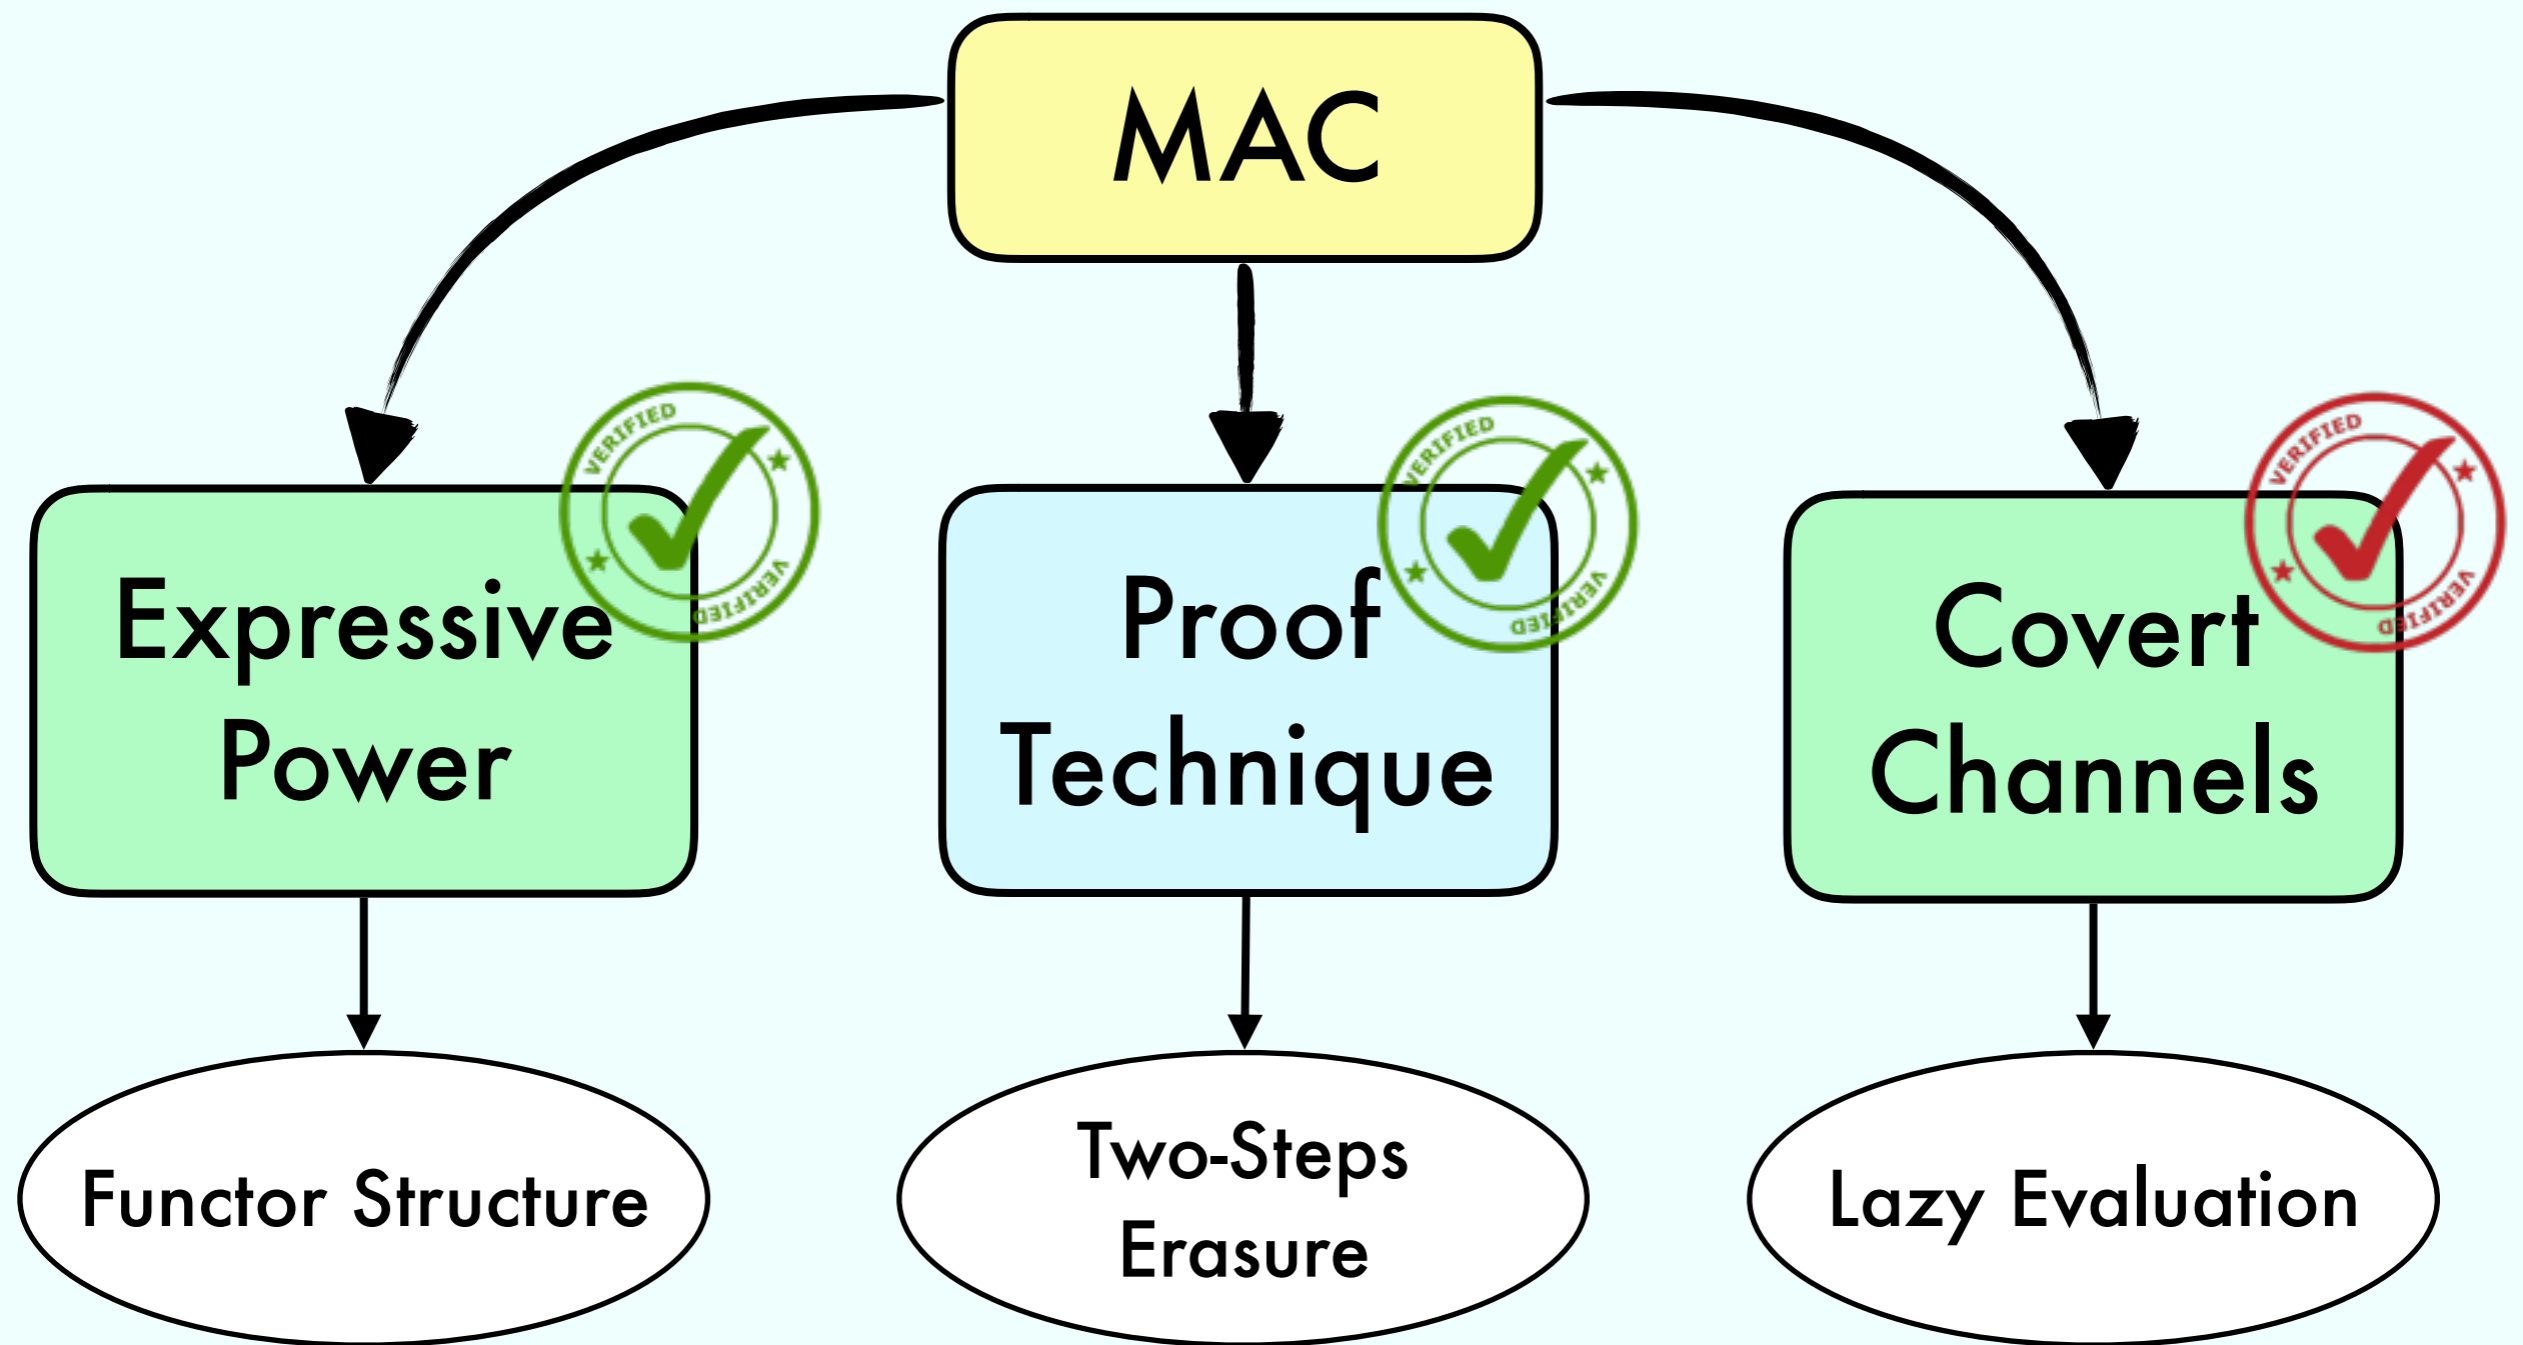 MAC
VERIFIED
VERIFIED
VERIFIED
VERIFIED
VERIFIED
VERIFIED
Expressive
Power
Proof
Technique
Covert
Channels
Functor Structure
Two-Steps
Erasure
Lazy Evaluation